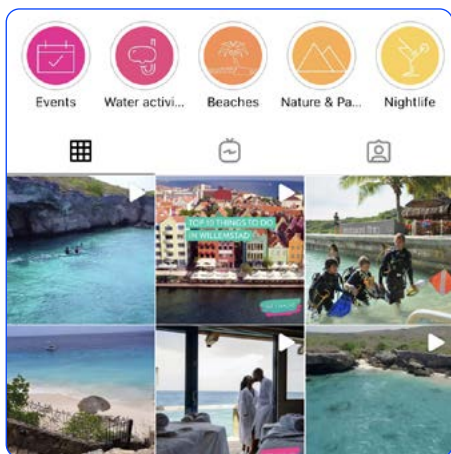 Events
Water activi...
Beaches
Nature & Pa...
Nightlife
TOP 10 THINGS TO DO
IN WILLEMSTAD